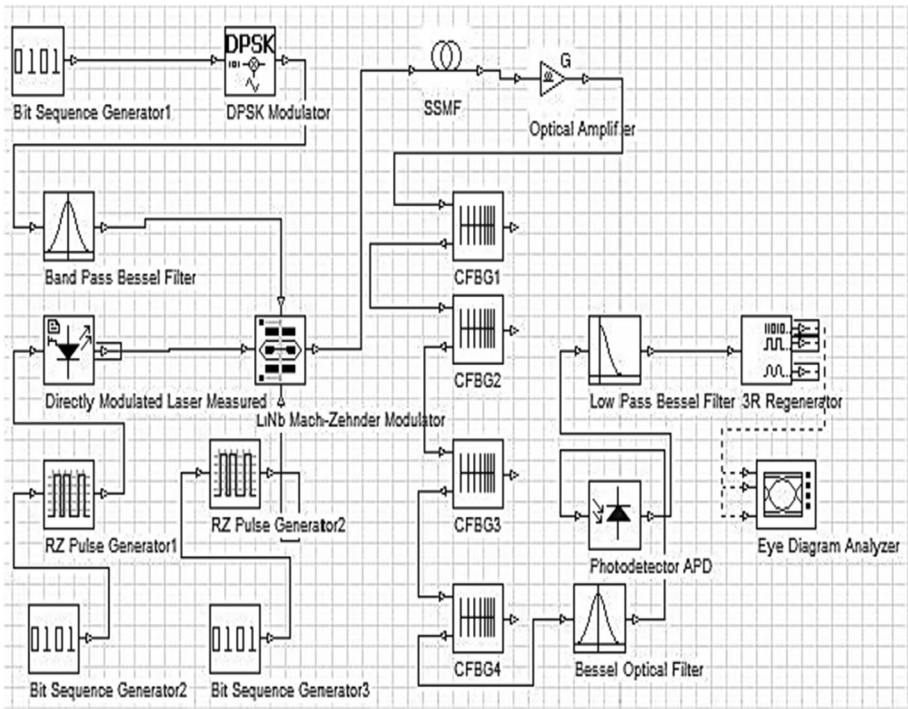 0101
DPSK
101
G
Bit Sequence Generator1
DPSK Modulator
SSMF
Optical Amplifier
Band Pass Bessel Filter
CFBG1
CFBG2
11010..
Directly Modulated Laser Measured
LiNb Mach-Zehnder Modulator
Low Pass Bessel Filter
3R Regenerator
RZ Pulse Generator1
RZ Pulse Generator2
CFBG3
Photodetector APD
Eye Diagram Analyzer
0101
0101
CFBG4
Bessel Optical Filter
Bit Sequence Generator2
Bit Sequence Generator3